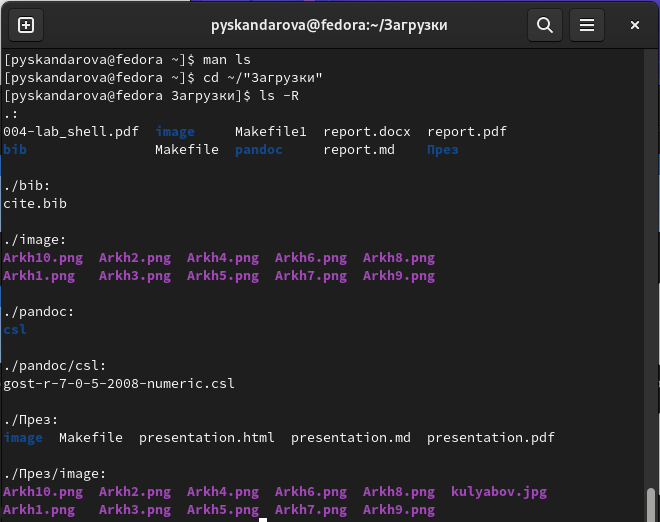 pyskandarova@fedora:~/Загрузки
[pyskandarova@fedora ~]$ man ls
[pyskandarova@fedora ~]$ cd ~/"Загрузки"
[pyskandarova@fedora Загрузки]$ ls -R
.:
004-lab_shell.pdf  image     Makefile1  report.docx  report.pdf
bib                Makefile  pandoc     report.md    През

./bib:
cite.bib

./image:
Arkh10.png  Arkh2.png  Arkh4.png  Arkh6.png  Arkh8.png
Arkh1.png   Arkh3.png  Arkh5.png  Arkh7.png  Arkh9.png

./pandoc:
csl

./pandoc/csl:
gost-r-7-0-5-2008-numeric.csl

./През:
image  Makefile  presentation.html  presentation.md  presentation.pdf

./През/image:
Arkh10.png  Arkh2.png  Arkh4.png  Arkh6.png  Arkh8.png  kulyabov.jpg
Arkh1.png   Arkh3.png  Arkh5.png  Arkh7.png  Arkh9.png